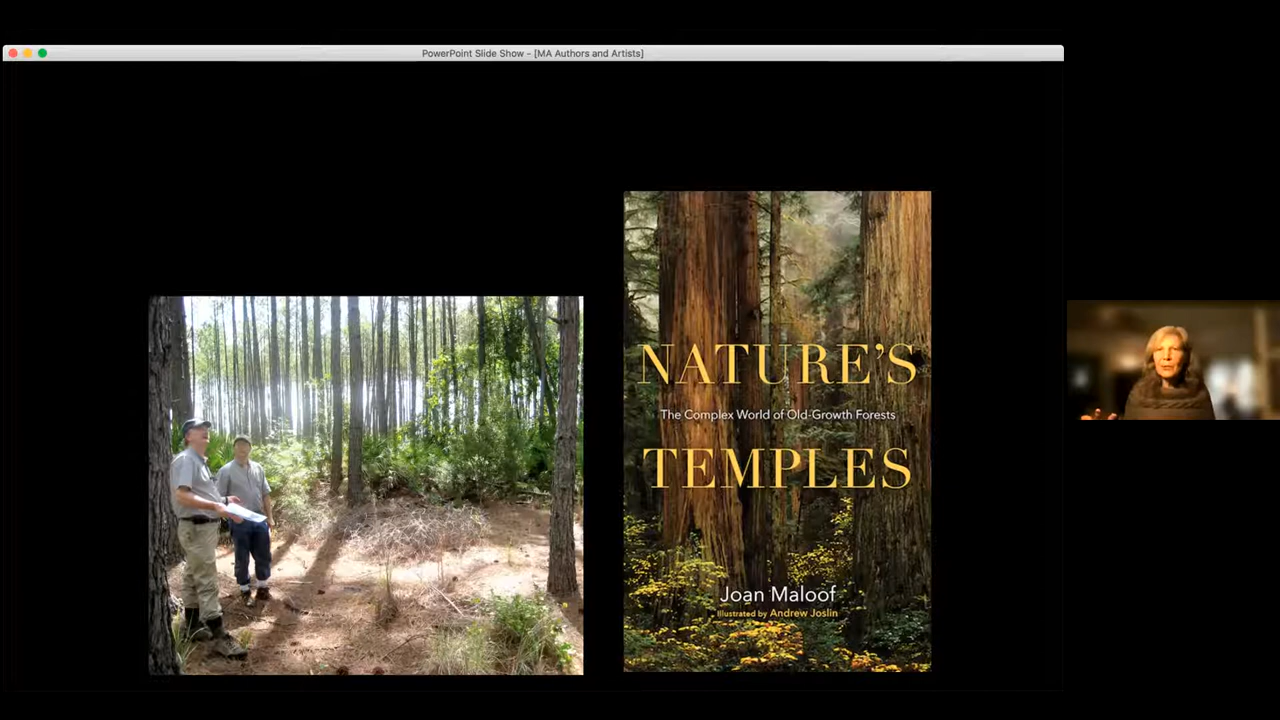 PowerPoint Slide Show – [MA Authors and Artists]
NATURE'S
The Complex World of Old-Growth Forests
TEMPLES
Joan Maloof
Illustrated by Andrew Joslin